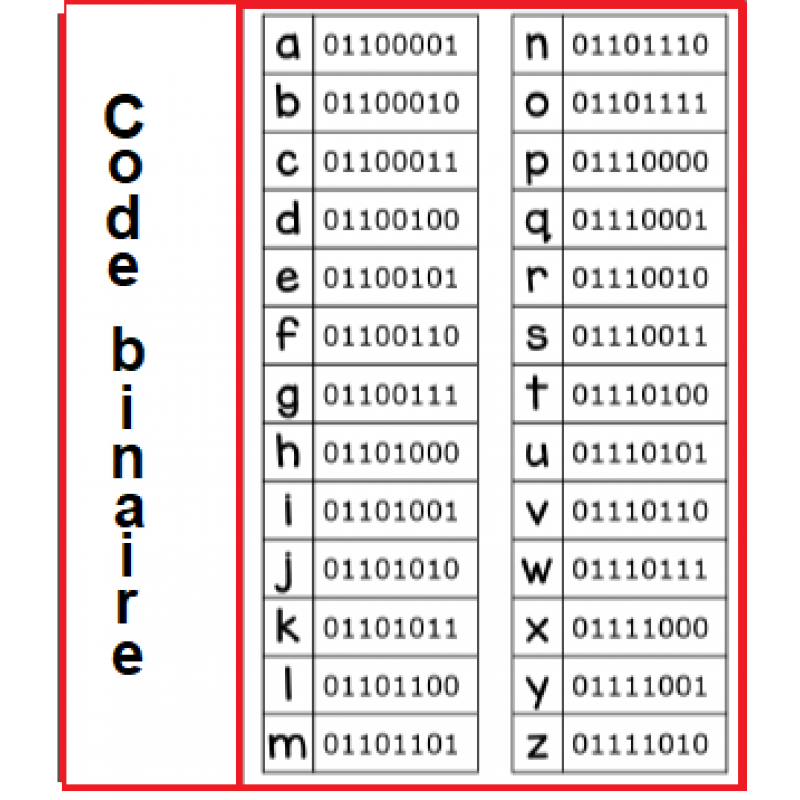 Code binaire
a 01100001
b 01100010
c 01100011
d 01100100
e 01100101
f 01100110
g 01100111
h 01101000
i 01101001
j 01101010
k 01101011
l 01101100
m 01101101
n 01101110
o 01101111
p 01110000
q 01110001
r 01110010
s 01110011
t 01110100
u 01110101
v 01110110
w 01110111
x 01111000
y 01111001
z 01111010